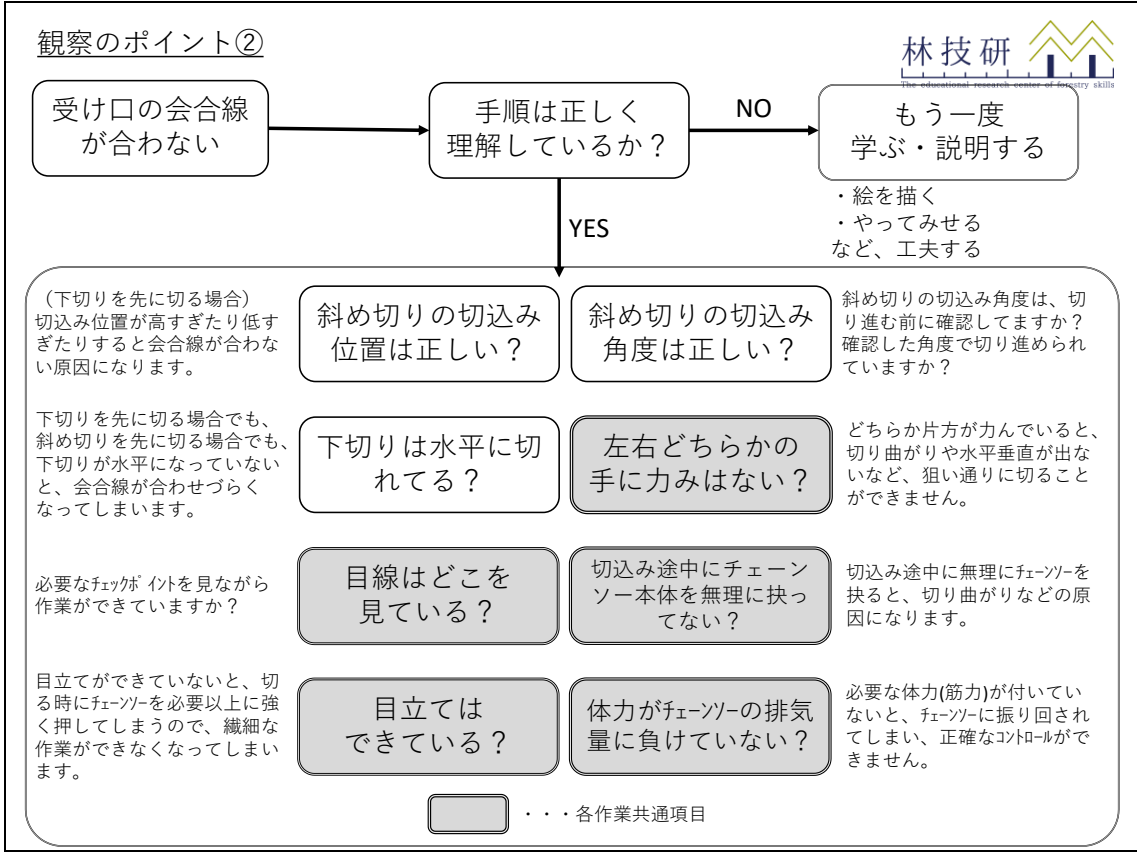 観察のポイント②
林技研
The educational research center of forestry skills
受け口の会合線
が合わない
手順は正しく
理解しているか？
NO
もう一度
学ぶ・説明する
・絵を描く
・やってみせる
など、工夫する
YES
（下切りを先に切る場合）
切込み位置が高すぎたり低す
ぎたりすると会合線が合わな
い原因になります。
斜め切りの切込み
位置は正しい？
斜め切りの切込み
角度は正しい？
斜め切りの切込み角度は、切
り進む前に確認してますか？
確認した角度で切り進められ
ていますか？
下切りを先に切る場合でも、
斜め切りを先に切る場合でも、
下切りが水平になっていない
と、会合線が合わせづらく
なってしまいます。
下切りは水平に切
れてる？
左右どちらかの
手に力みはない？
どちらか片方が力んでいると、
切り曲がりや水平垂直が出な
いなど、狙い通りに切ること
ができません。
必要なﾁｪｯｸﾎﾟｲﾝﾄを見ながら
作業ができていますか？
目線はどこを
見ている？
切込み途中にチェーン
ソー本体を無理に抉っ
てない？
切込み途中に無理にﾁｪｰﾝｿｰを
抉ると、切り曲がりなどの原
因になります。
目立てができていないと、切
る時にﾁｪｰﾝｿｰを必要以上に強
く押してしまうので、繊細な
作業ができなくなってしまい
ます。
目立ては
できている？
体力がﾁｪｰﾝｿｰの排気
量に負けていない？
必要な体力(筋力)が付いてい
ないと、ﾁｪｰﾝｿｰに振り回され
てしまい、正確なｺﾝﾄﾛｰﾙがで
きません。
・・・各作業共通項目